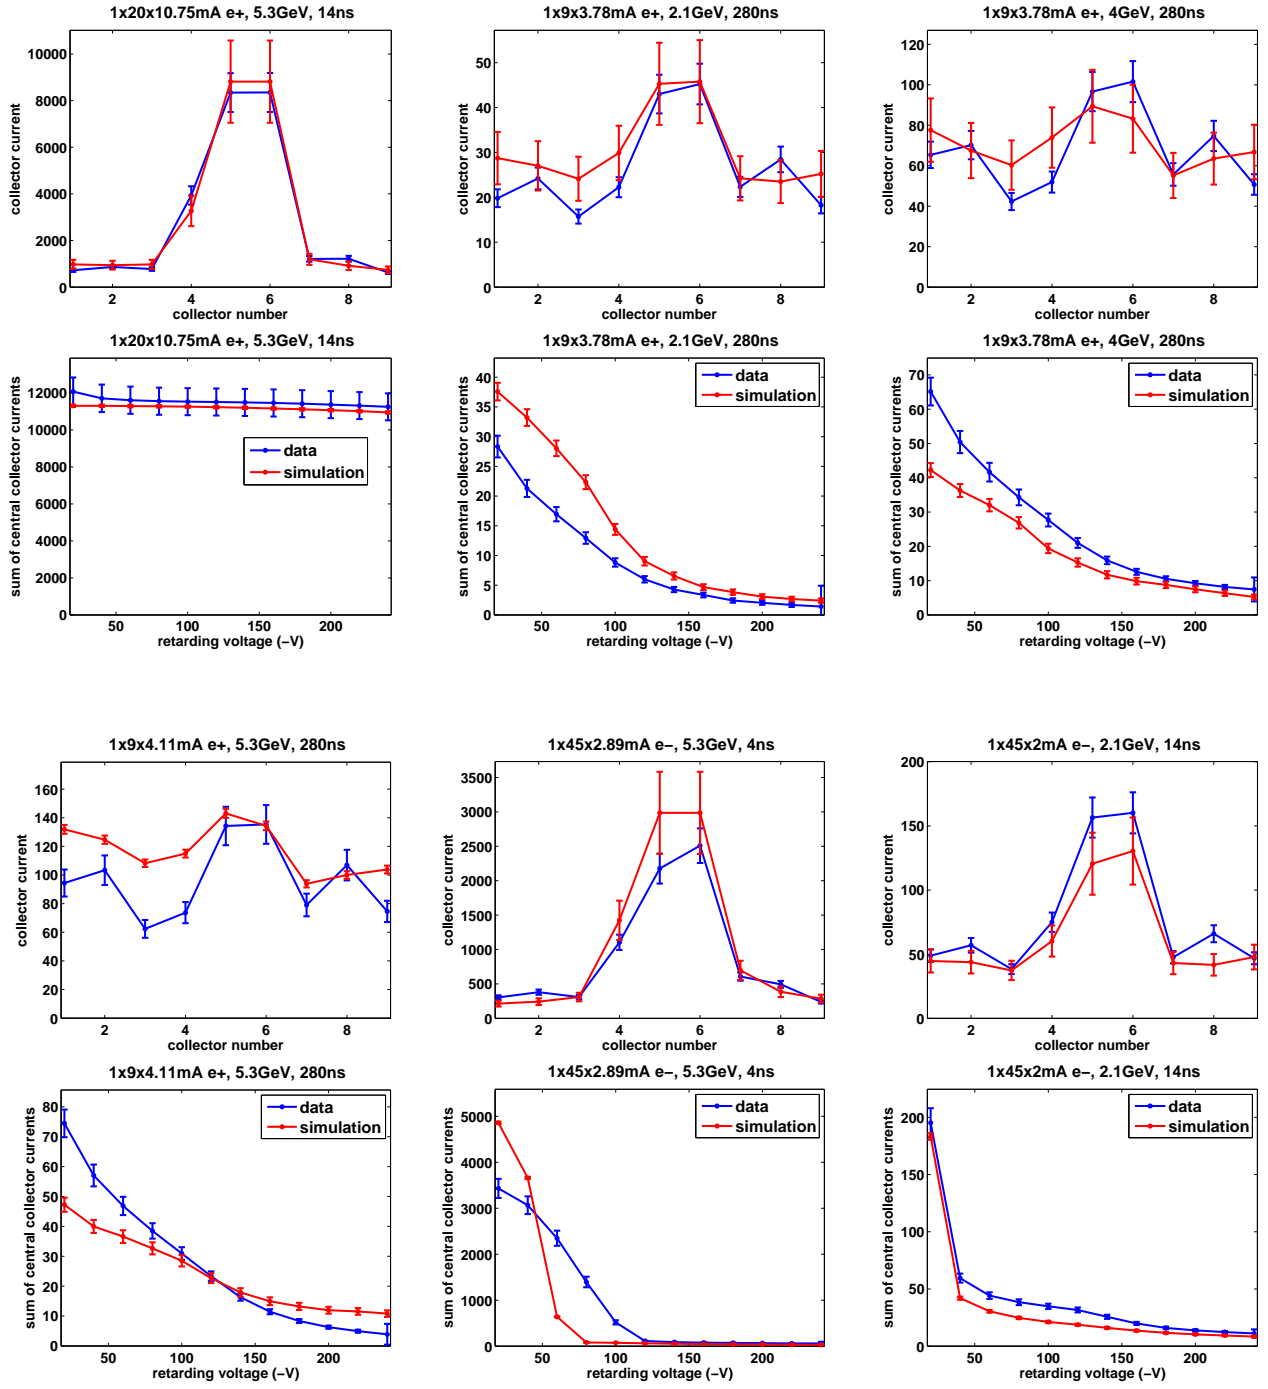 1x20x10.75mA e+, 5.3GeV, 14ns
collector current
10000
8000
6000
4000
2000
0
2
4
6
8
collector number
1x9x3.78mA e+, 2.1GeV, 280ns
collector current
50
40
30
20
10
0
2
4
6
8
collector number
1x9x3.78mA e+, 4GeV, 280ns
collector current
120
100
80
60
40
20
0
2
4
6
8
collector number
1x20x10.75mA e+, 5.3GeV, 14ns
sum of central collector currents
12000
10000
8000
6000
4000
2000
0
50
100
150
200
retarding voltage (−V)
data
simulation
1x9x3.78mA e+, 2.1GeV, 280ns
sum of central collector currents
40
35
30
25
20
15
10
5
0
50
100
150
200
retarding voltage (−V)
data
simulation
1x9x3.78mA e+, 4GeV, 280ns
sum of central collector currents
70
60
50
40
30
20
10
0
50
100
150
200
retarding voltage (−V)
data
simulation
1x9x4.11mA e+, 5.3GeV, 280ns
collector current
160
140
120
100
80
60
40
20
0
2
4
6
8
collector number
1x45x2.89mA e−, 5.3GeV, 4ns
collector current
3500
3000
2500
2000
1500
1000
500
0
2
4
6
8
collector number
1x45x2mA e−, 2.1GeV, 14ns
collector current
200
150
100
50
0
2
4
6
8
collector number
1x9x4.11mA e+, 5.3GeV, 280ns
sum of central collector currents
80
70
60
50
40
30
20
10
0
50
100
150
200
retarding voltage (−V)
data
simulation
1x45x2.89mA e−, 5.3GeV, 4ns
sum of central collector currents
5000
4000
3000
2000
1000
0
50
100
150
200
retarding voltage (−V)
data
simulation
1x45x2mA e−, 2.1GeV, 14ns
sum of central collector currents
200
150
100
50
0
50
100
150
200
retarding voltage (−V)
data
simulation